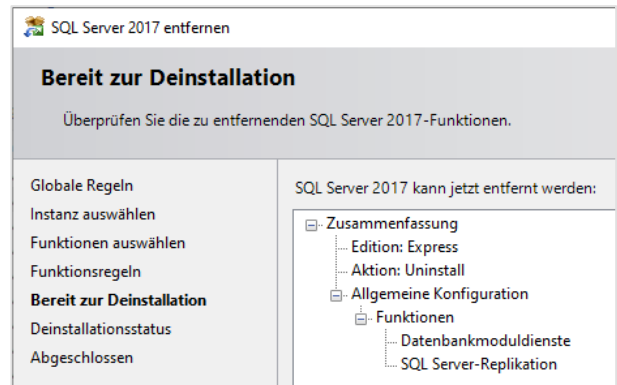 SQL Server 2017 entfernen
Bereit zur Deinstallation
Überprüfen Sie die zu entfernenden SQL Server 2017-Funktionen.
Globale Regeln
Instanz auswählen
Funktionen auswählen
Funktionsregeln
Bereit zur Deinstallation
Deinstallationsstatus
Abgeschlossen
SQL Server 2017 kann jetzt entfernt werden:
Zusammenfassung
Edition: Express
Aktion: Uninstall
Allgemeine Konfiguration
Funktionen
Datenbankmoduldienste
SQL Server-Replikation